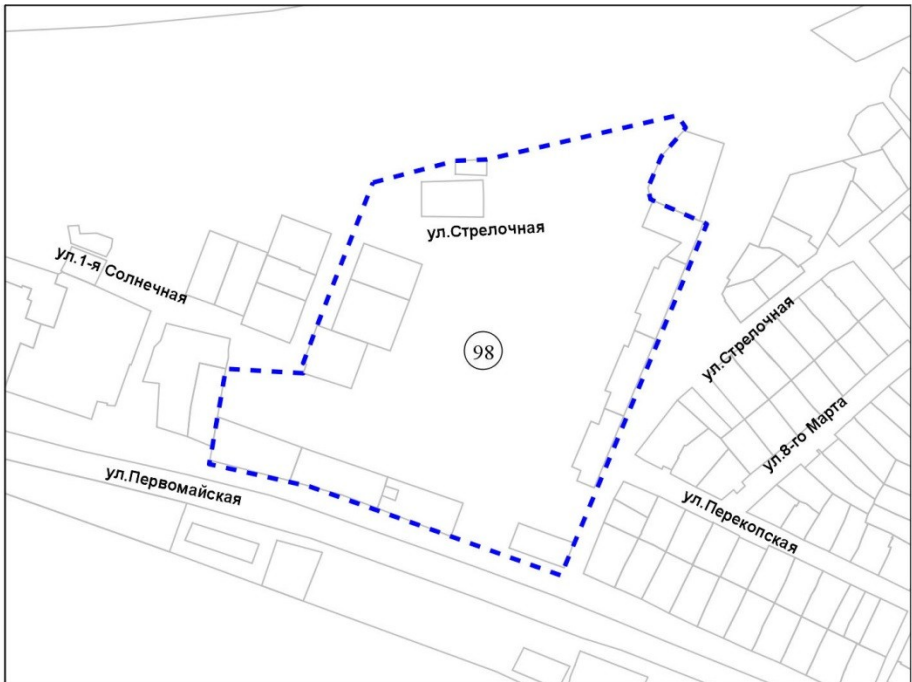 ул.Стрелочная
ул.1-я Солнечная
98
ул.Стрелочная
ул.8-го Марта
ул.Первомайская
ул.Перекопская